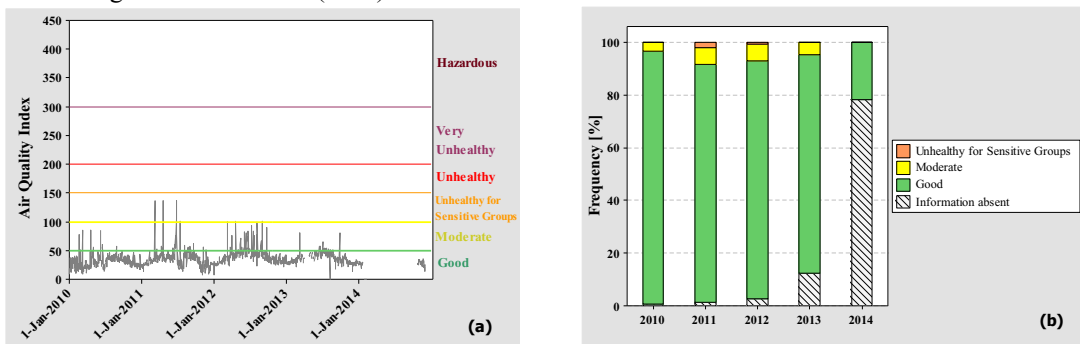 450
400
350
300
250
200
150
100
50
0
Air Quality Index
Hazardous
Very
Unhealthy
Unhealthy
Unhealthy for
Sensitive Groups
Moderate
Good
1-Jan-2010
1-Jan-2011
1-Jan-2012
1-Jan-2013
1-Jan-2014
(a)
100
80
60
40
20
0
Frequency [%]
2010
2011
2012
2013
2014
Unhealthy for Sensitive Groups
Moderate
Good
Information absent
(b)